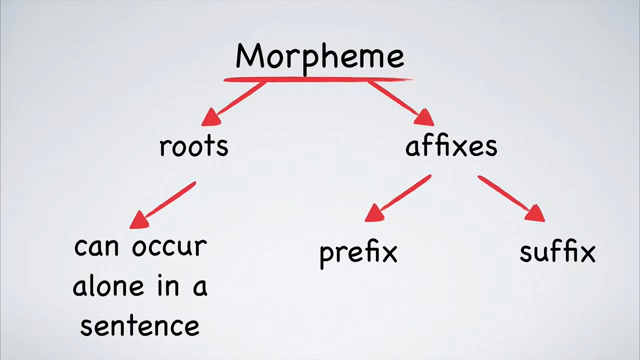 Morpheme
roots
affixes
can occur
alone in a
sentence
prefix
suffix